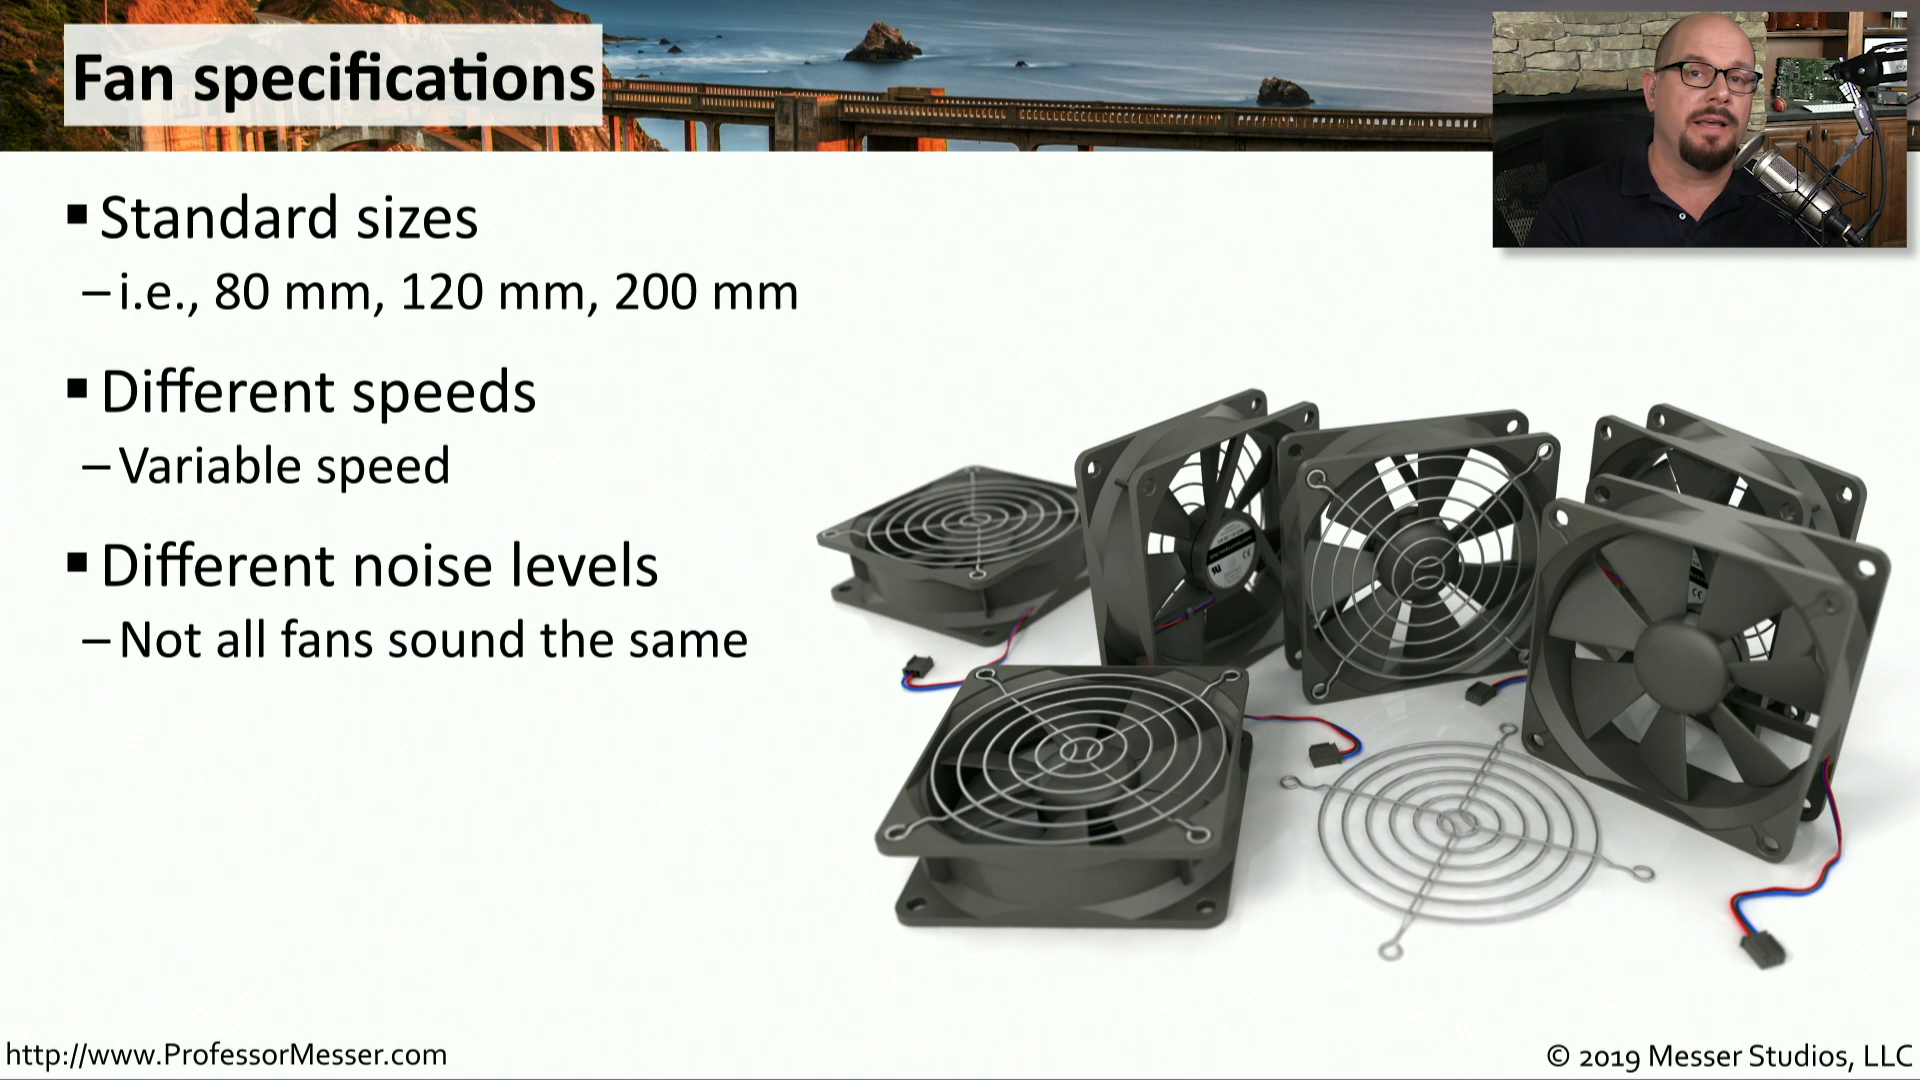 Fan specifications
▪ Standard sizes
– i.e., 80 mm, 120 mm, 200 mm
▪ Different speeds
– Variable speed
▪ Different noise levels
– Not all fans sound the same
http://www.ProfessorMesser.com
© 2019 Messer Studios, LLC